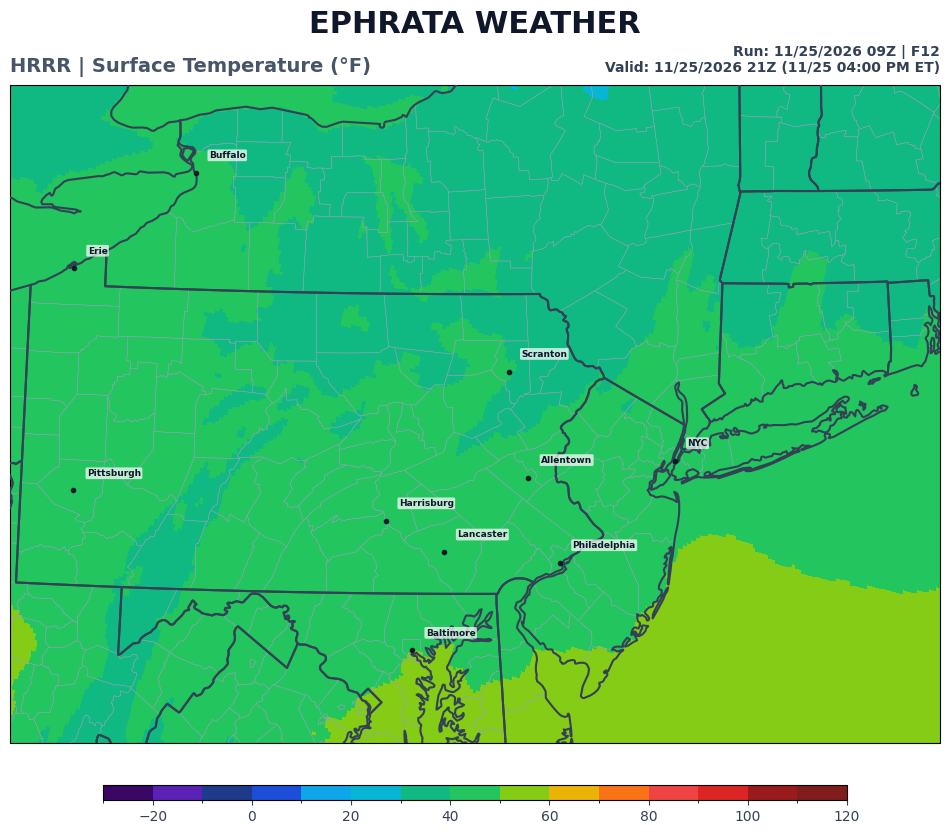 EPHRATA WEATHER
HRRR | Surface Temperature (°F)
Run: 11/25/2026 09Z | F12
Valid: 11/25/2026 21Z (11/25 04:00 PM ET)
Buffalo
Erie
Scranton
NYC
Allentown
Pittsburgh
Harrisburg
Lancaster
Philadelphia
Baltimore
−20 0 20 40 60 80 100 120